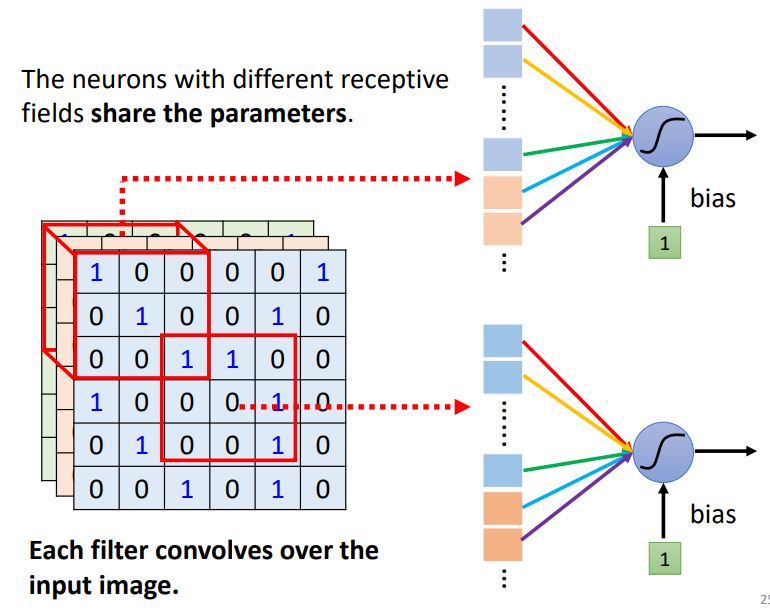 The neurons with different receptive
fields share the parameters.
bias
1
1 0 0 0 0 1
0 1 0 0 1 0
0 0 1 1 0 0
1 0 0 0 1 0
0 1 0 0 1 0
0 0 1 0 1 0
bias
1
Each filter convolves over the
input image.